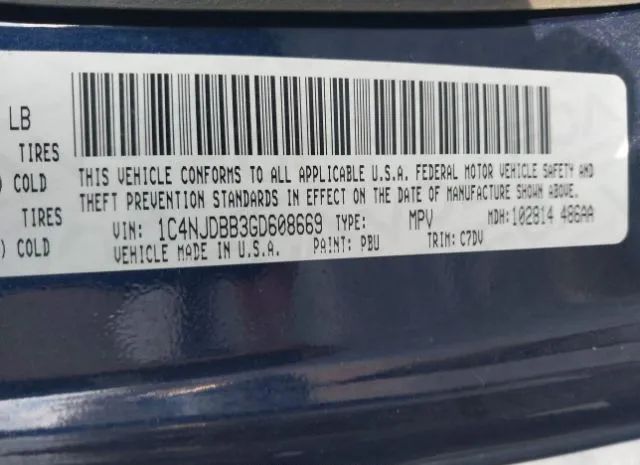 LB
TIRES
) COLD
THIS VEHICLE CONFORMS TO ALL APPLICABLE U.S.A. FEDERAL MOTOR VEHICLE SAFETY AND
THEFT PREVENTION STANDARDS IN EFFECT ON THE DATE OF MANUFACTURE SHOWN ABOVE.
TIRES
VIN: 1C4NJDBB3GD608669 TYPE: MPV MDH:102814 486AA
) COLD
VEHICLE MADE IN U.S.A. PAINT: PBU TRIM: C7DV